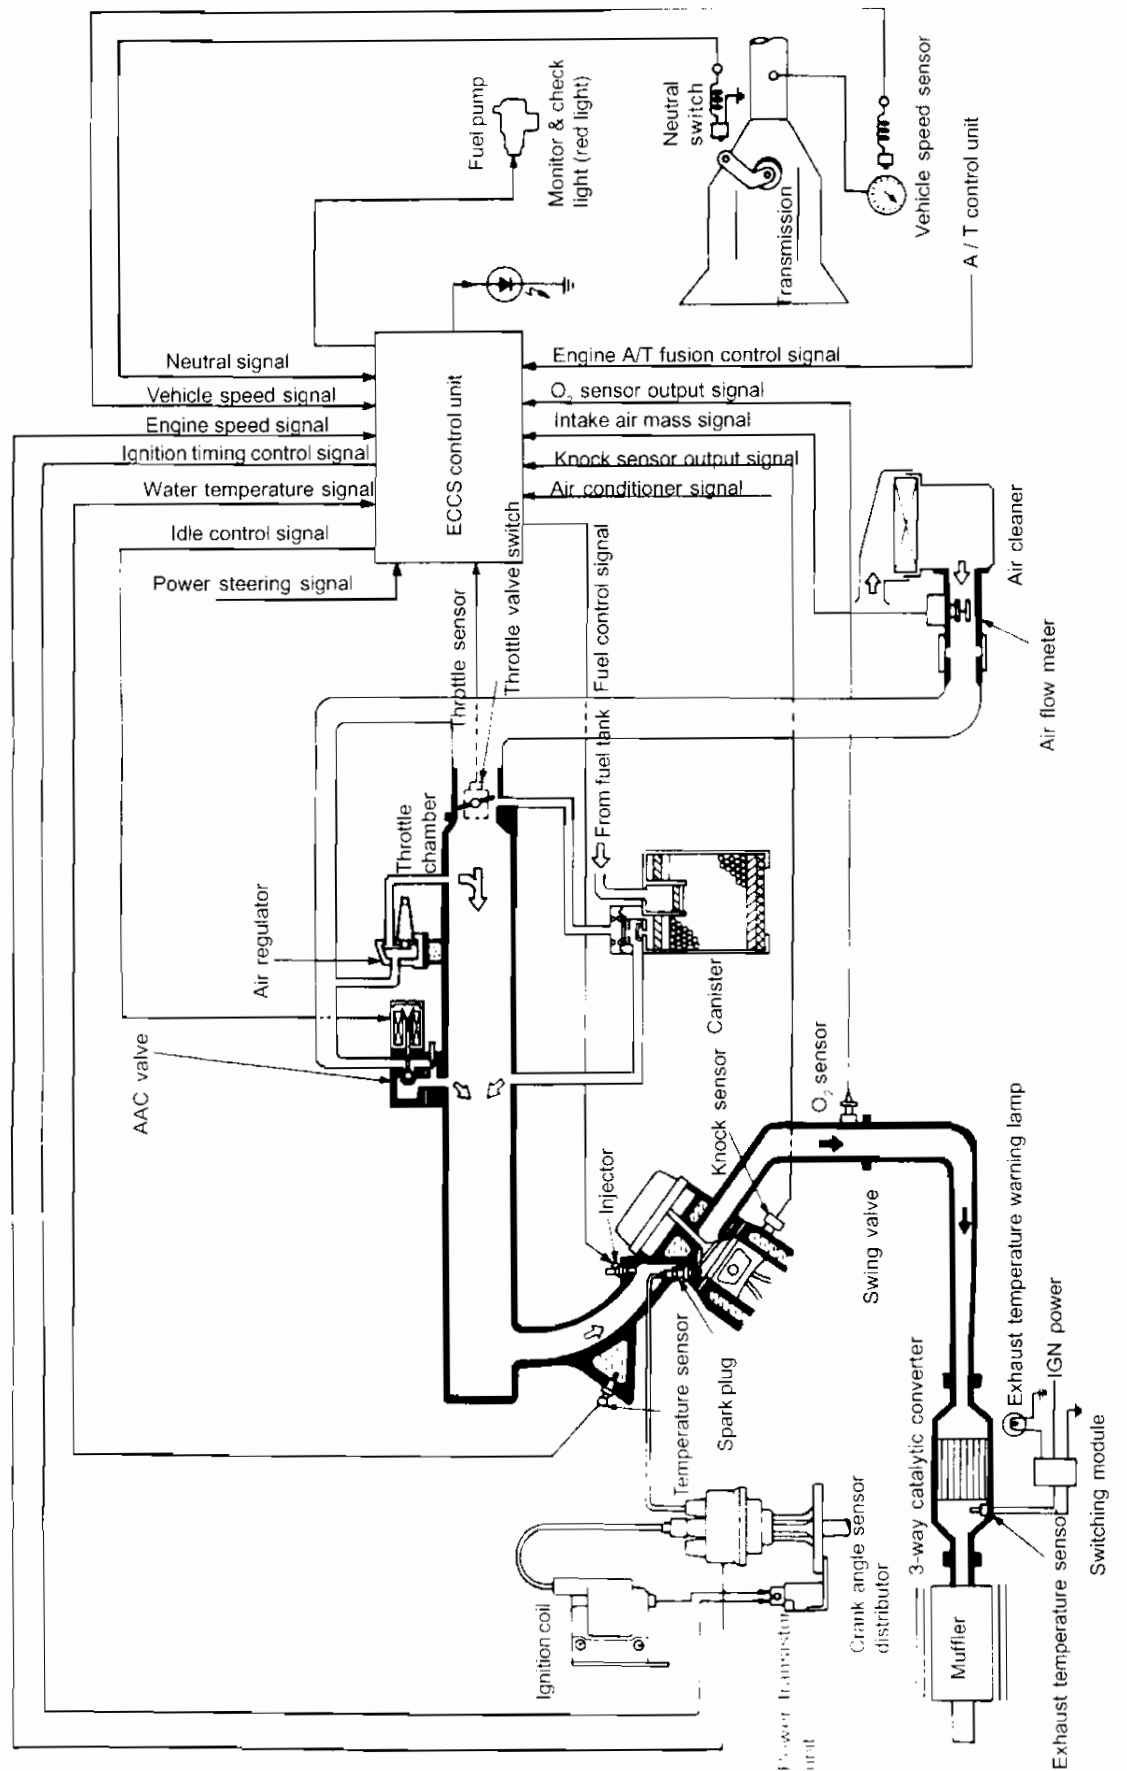 Fuel pump
Monitor & check
light (red light)
Neutral
switch
Transmission
Vehicle speed sensor
A / T control unit
ECCS control unit
Neutral signal
Vehicle speed signal
Engine speed signal
Ignition timing control signal
Water temperature signal
Idle control signal
Power steering signal
Engine A/T fusion control signal
O₂ sensor output signal
Intake air mass signal
Knock sensor output signal
Air conditioner signal
Throttle sensor
Throttle valve switch
Fuel control signal
From fuel tank
Air cleaner
Air flow meter
Throttle
chamber
Air regulator
AAC valve
Canister
Knock sensor
O₂ sensor
Injector
Swing valve
Temperature sensor
Spark plug
Exhaust temperature warning lamp
IGN power
3-way catalytic converter
Switching module
Exhaust temperature sensor
Muffler
Crank angle sensor
distributor
Ignition coil
Power transistor
unit